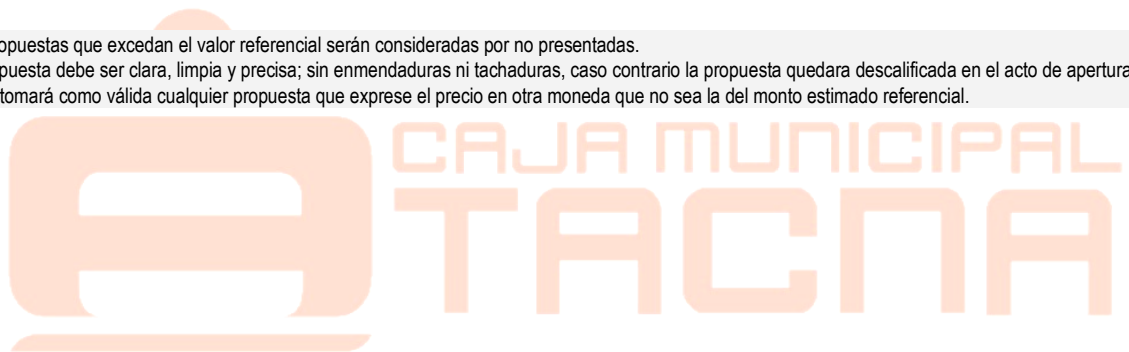 opuestas que excedan el valor referencial serán consideradas por no presentadas.
puesta debe ser clara, limpia y precisa; sin enmendaduras ni tachaduras, caso contrario la propuesta quedara descalificada en el acto de apertura
tomará como válida cualquier propuesta que exprese el precio en otra moneda que no sea la del monto estimado referencial.
CAJA MUNICIPAL
TACNA